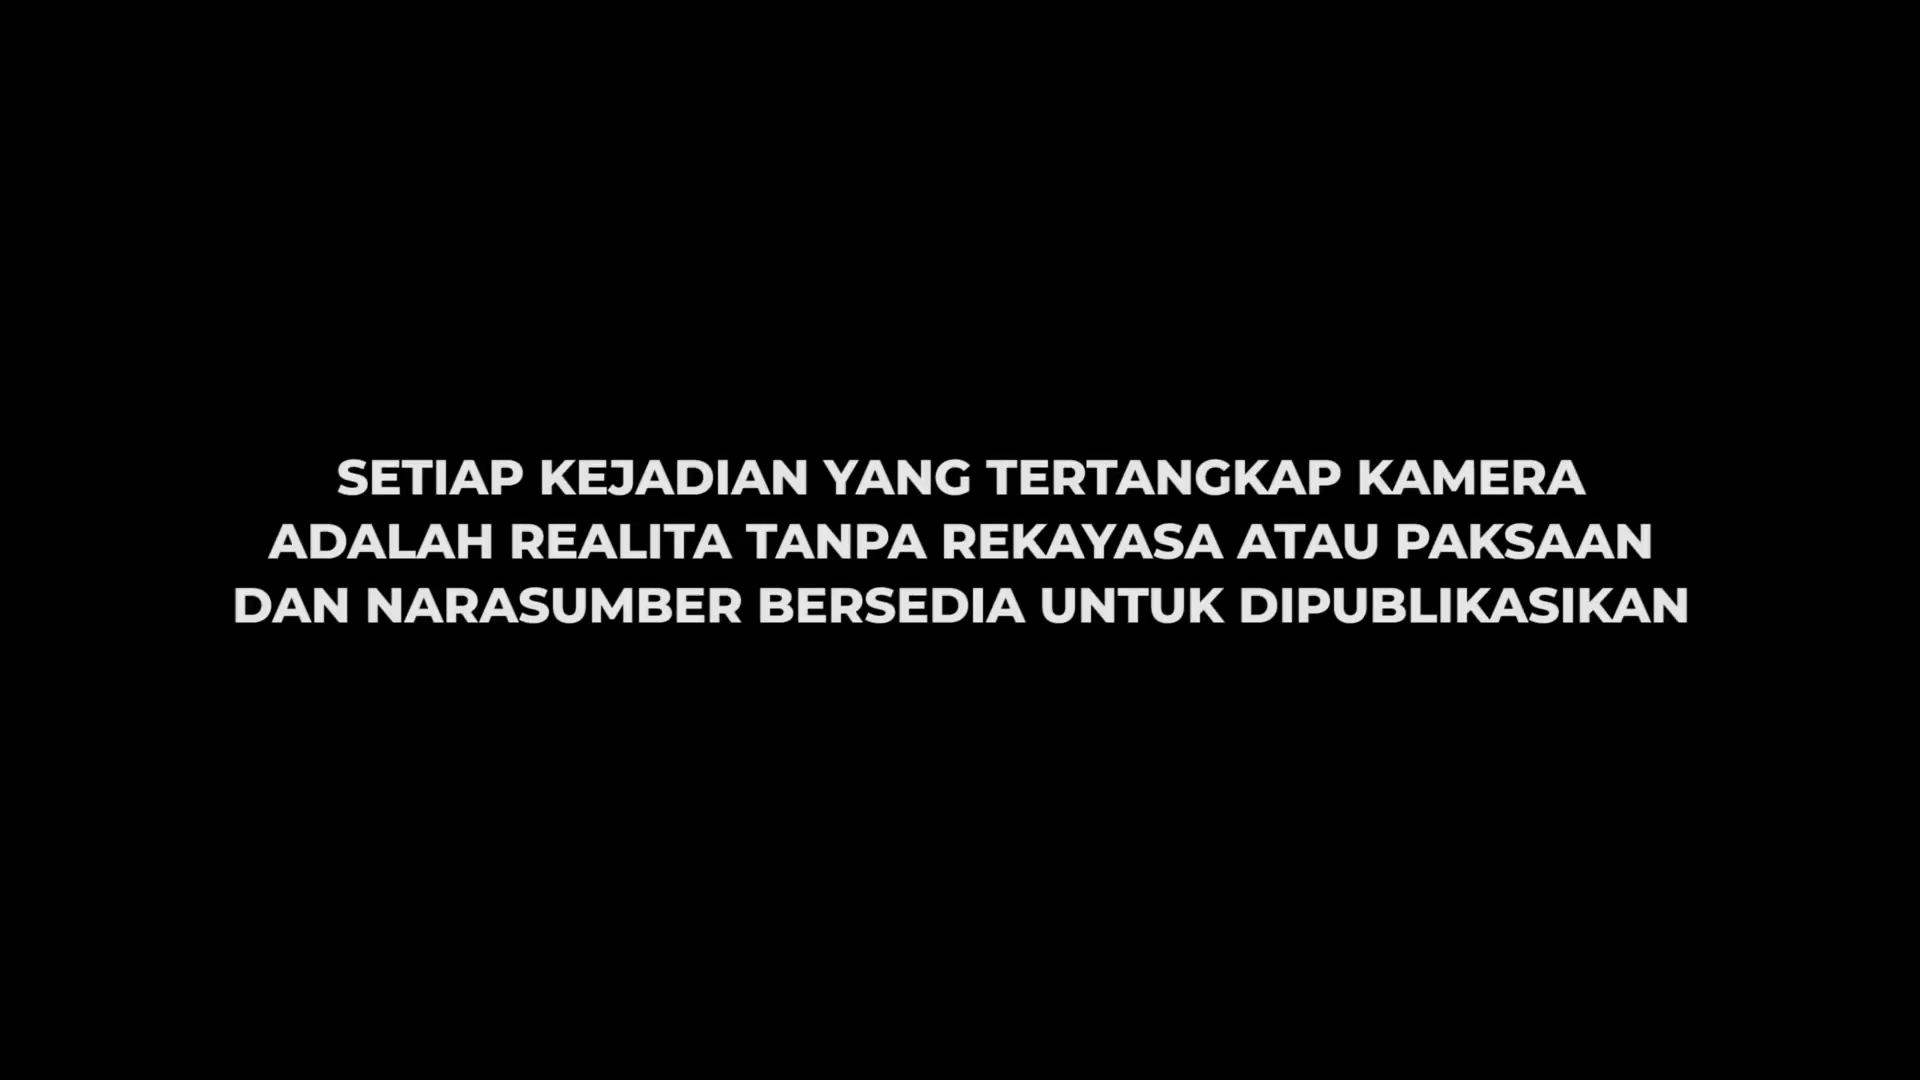 SETIAP KEJADIAN YANG TERTANGKAP KAMERA
ADALAH REALITA TANPA REKAYASA ATAU PAKSAAN
DAN NARASUMBER BERSEDIA UNTUK DIPUBLIKASIKAN